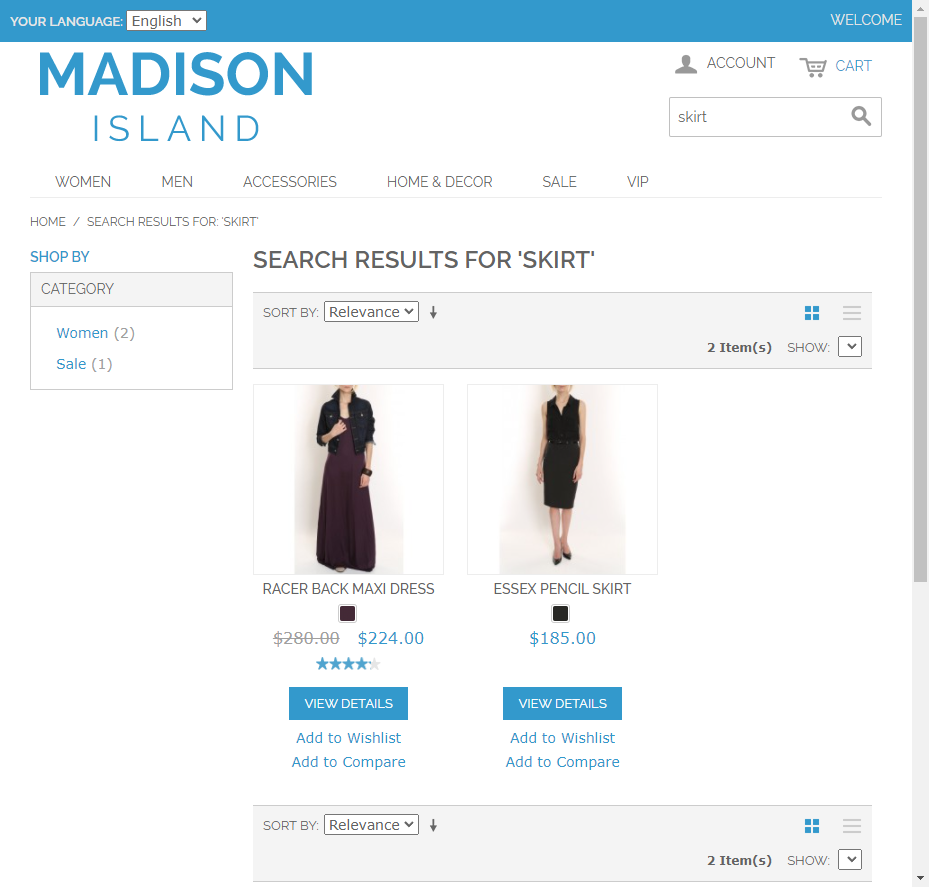 YOUR LANGUAGE: English
WELCOME
MADISON
ISLAND
ACCOUNT
CART
skirt
WOMEN MEN ACCESSORIES HOME & DECOR SALE VIP
HOME / SEARCH RESULTS FOR: 'SKIRT'
SHOP BY
CATEGORY
Women (2)
Sale (1)
SEARCH RESULTS FOR 'SKIRT'
SORT BY: Relevance
2 Item(s) SHOW:
RACER BACK MAXI DRESS
$280.00 $224.00
VIEW DETAILS
Add to Wishlist
Add to Compare
ESSEX PENCIL SKIRT
$185.00
VIEW DETAILS
Add to Wishlist
Add to Compare
SORT BY: Relevance
2 Item(s) SHOW: